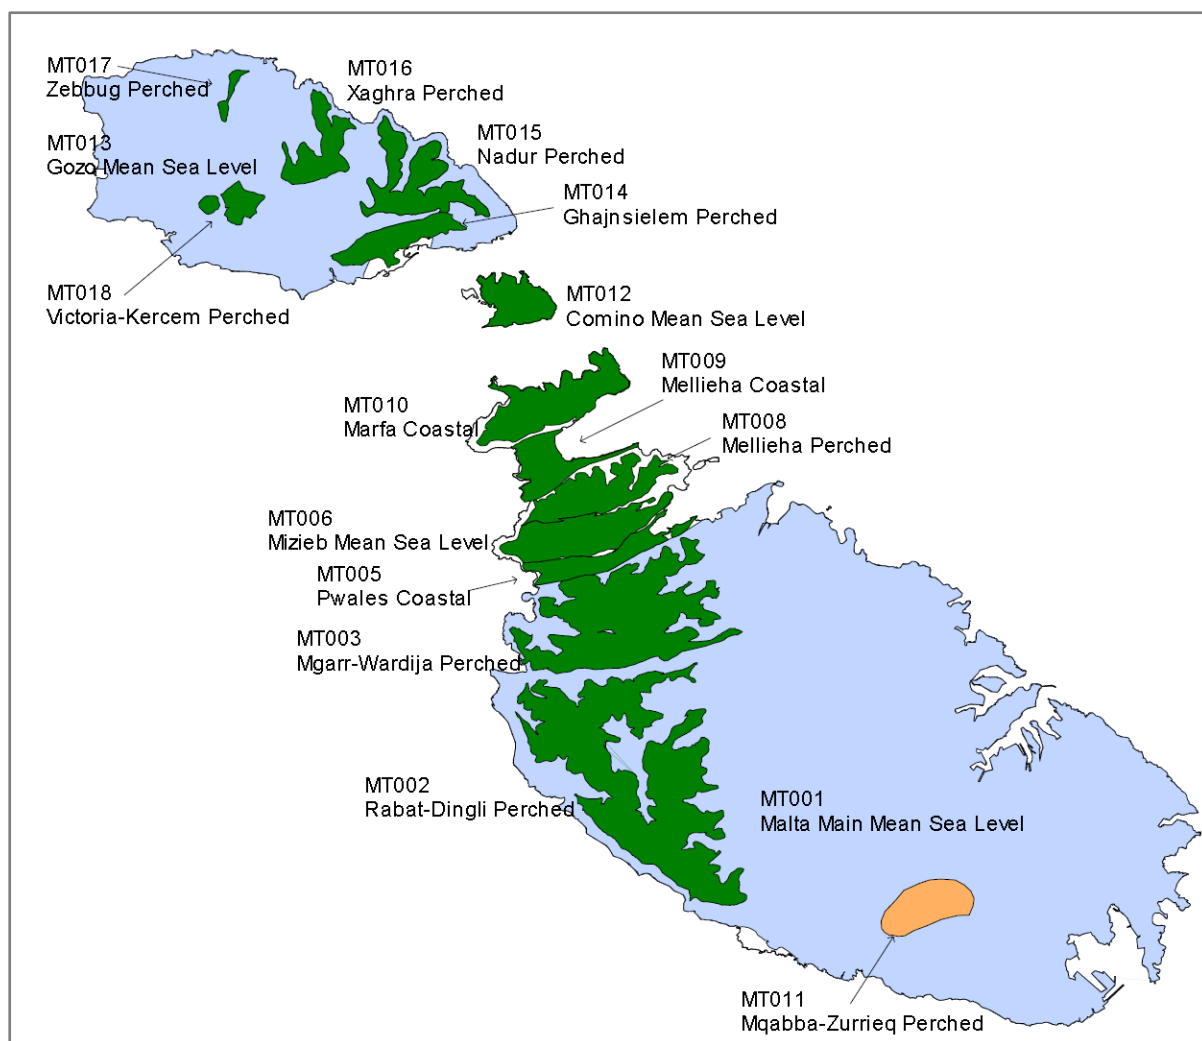 MT017
Zebbug Perched
MT016
Xaghra Perched
MT013
Gozo Mean Sea Level
MT015
Nadur Perched
MT014
Ghajnsielem Perched
MT018
Victoria-Kercem Perched
MT012
Comino Mean Sea Level
MT009
Mellieha Coastal
MT010
Marfa Coastal
MT008
Mellieha Perched
MT006
Mizieb Mean Sea Level
MT005
Pwales Coastal
MT003
Mgarr-Wardija Perched
MT002
Rabat-Dingli Perched
MT001
Malta Main Mean Sea Level
MT011
Mqabba-Zurrieq Perched